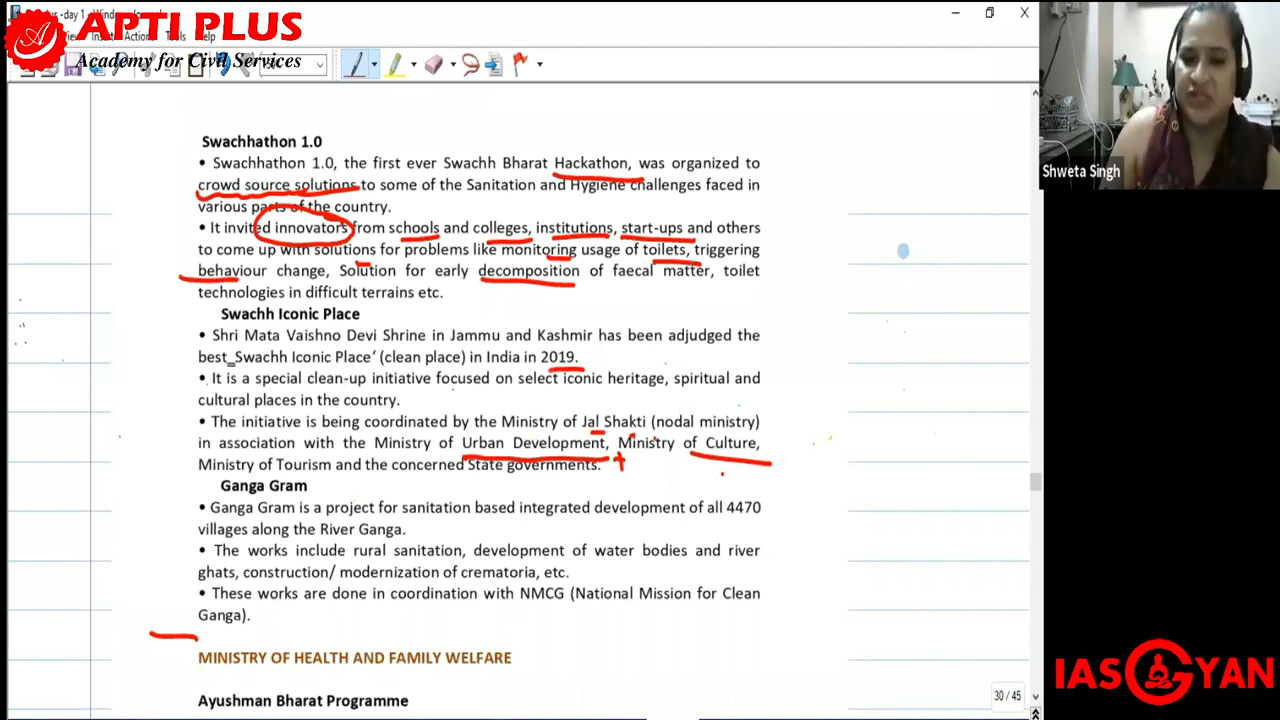 APTI PLUS
Academy for Civil Services
Shweta Singh
Swachhathon 1.0
• Swachhathon 1.0, the first ever Swachh Bharat Hackathon, was organized to
crowd source solutions to some of the Sanitation and Hygiene challenges faced in
various parts of the country.
• It invited innovators from schools and colleges, institutions, start-ups and others
to come up with solutions for problems like monitoring usage of toilets, triggering
behaviour change, Solution for early decomposition of faecal matter, toilet
technologies in difficult terrains etc.
Swachh Iconic Place
• Shri Mata Vaishno Devi Shrine in Jammu and Kashmir has been adjudged the
best_Swachh Iconic Place‘ (clean place) in India in 2019.
• It is a special clean-up initiative focused on select iconic heritage, spiritual and
cultural places in the country.
• The initiative is being coordinated by the Ministry of Jal Shakti (nodal ministry)
in association with the Ministry of Urban Development, Ministry of Culture,
Ministry of Tourism and the concerned State governments.
Ganga Gram
• Ganga Gram is a project for sanitation based integrated development of all 4470
villages along the River Ganga.
• The works include rural sanitation, development of water bodies and river
ghats, construction/ modernization of crematoria, etc.
• These works are done in coordination with NMCG (National Mission for Clean
Ganga).
MINISTRY OF HEALTH AND FAMILY WELFARE
Ayushman Bharat Programme
30 / 45
IAS GYAN